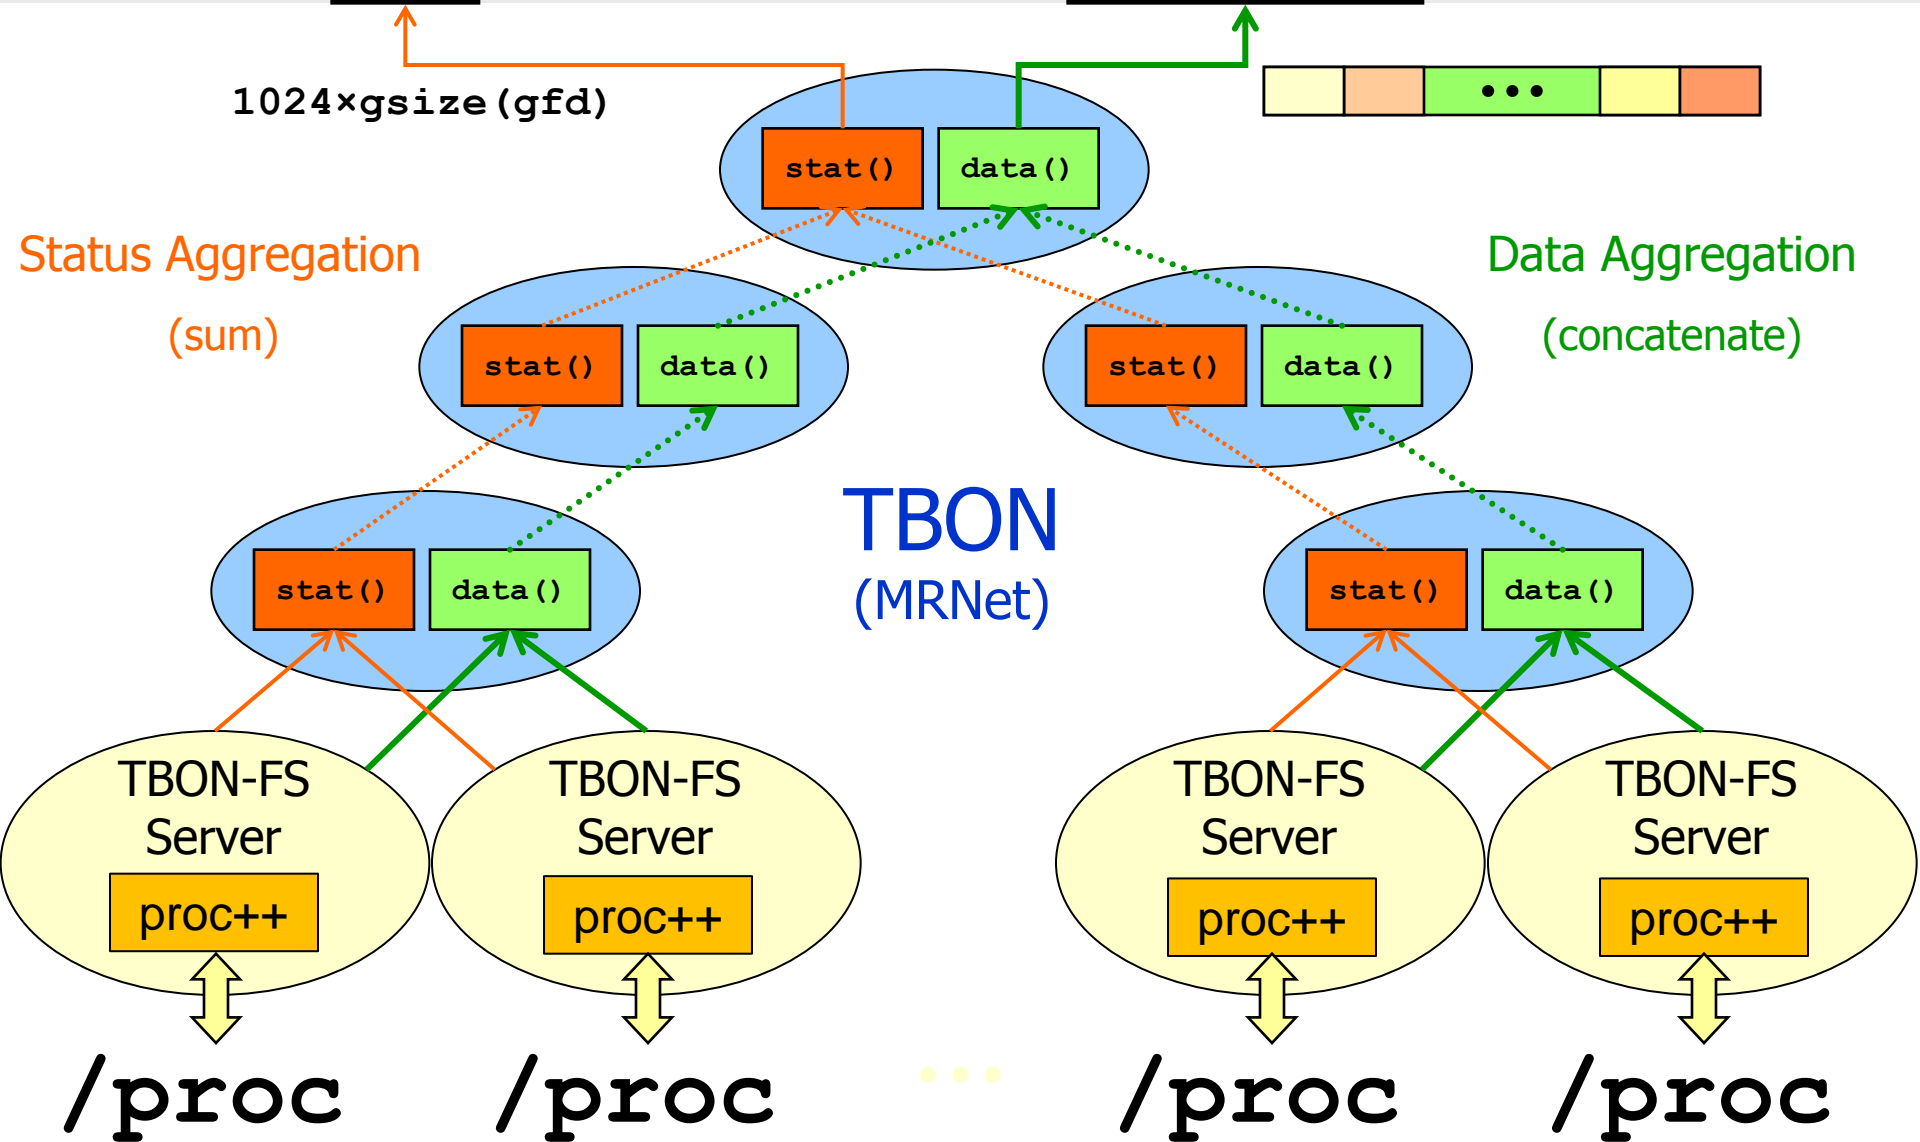 1024×gsize(gfd)
•••
stat()
data()
Status Aggregation
(sum)
Data Aggregation
(concatenate)
stat()
data()
stat()
data()
TBON
(MRNet)
stat()
data()
stat()
data()
TBON-FS
Server
proc++
TBON-FS
Server
proc++
TBON-FS
Server
proc++
TBON-FS
Server
proc++
/proc
/proc
•••
/proc
/proc